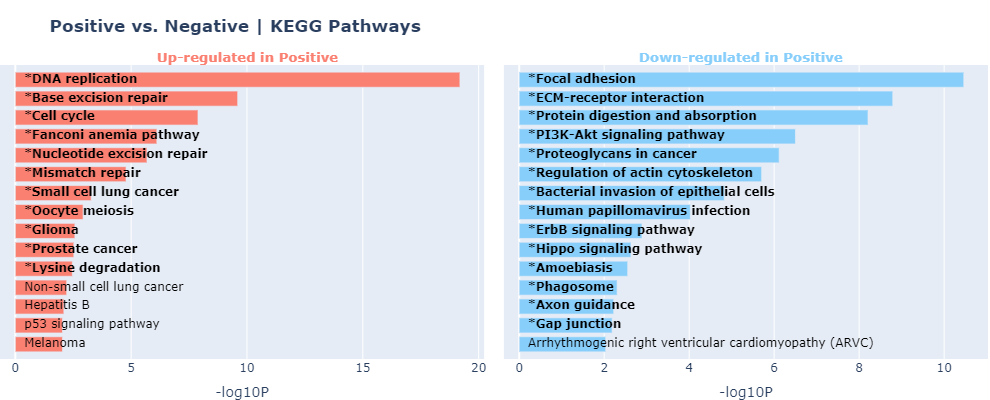 Positive vs. Negative | KEGG Pathways
Up-regulated in Positive
*DNA replication
*Base excision repair
*Cell cycle
*Fanconi anemia pathway
*Nucleotide excision repair
*Mismatch repair
*Small cell lung cancer
*Oocyte meiosis
*Glioma
*Prostate cancer
*Lysine degradation
Non-small cell lung cancer
Hepatitis B
p53 signaling pathway
Melanoma
0 5 10 15 20
-log10P
Down-regulated in Positive
*Focal adhesion
*ECM-receptor interaction
*Protein digestion and absorption
*PI3K-Akt signaling pathway
*Proteoglycans in cancer
*Regulation of actin cytoskeleton
*Bacterial invasion of epithelial cells
*Human papillomavirus infection
*ErbB signaling pathway
*Hippo signaling pathway
*Amoebiasis
*Phagosome
*Axon guidance
*Gap junction
Arrhythmogenic right ventricular cardiomyopathy (ARVC)
0 2 4 6 8 10
-log10P